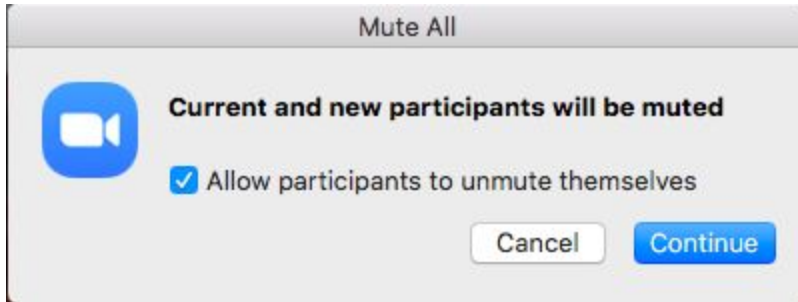 Mute All
Current and new participants will be muted
Allow participants to unmute themselves
Cancel
Continue